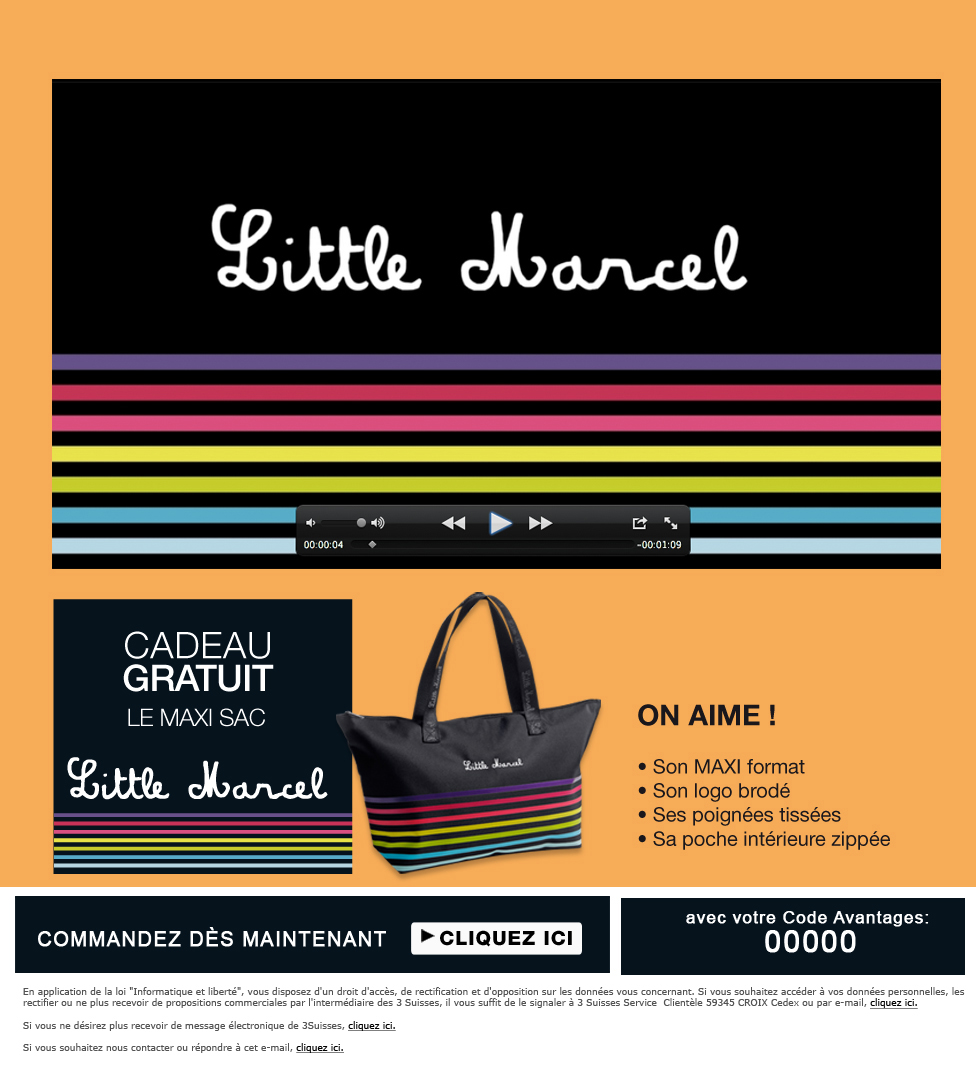 Little Marcel
00:00:04
-00:01:09
CADEAU
GRATUIT
LE MAXI SAC
Little Marcel
Little Marcel
ON AIME !
• Son MAXI format
• Son logo brodé
• Ses poignées tissées
• Sa poche intérieure zippée
COMMANDEZ DÈS MAINTENANT
CLIQUEZ ICI
avec votre Code Avantages:
00000
En application de la loi "Informatique et liberté", vous disposez d'un droit d'accès, de rectification et d'opposition sur les données vous concernant. Si vous souhaitez accéder à vos données personnelles, les
rectifier ou ne plus recevoir de propositions commerciales par l'intermédiaire des 3 Suisses, il vous suffit de le signaler à 3 Suisses Service Clientèle 59345 CROIX Cedex ou par e-mail, cliquez ici.
Si vous ne désirez plus recevoir de message électronique de 3Suisses, cliquez ici.
Si vous souhaitez nous contacter ou répondre à cet e-mail, cliquez ici.